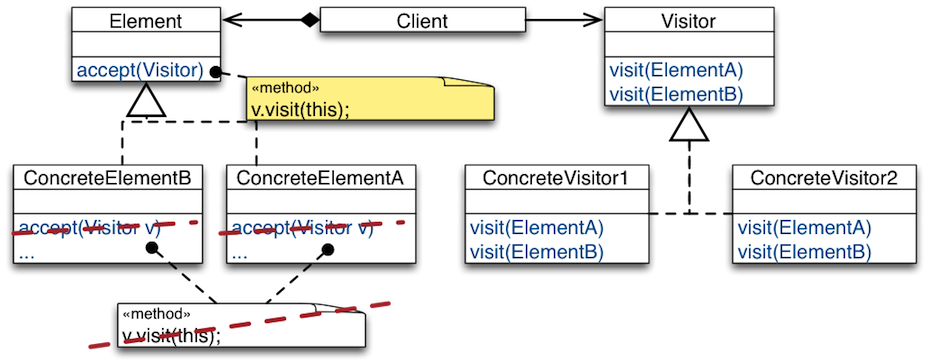 Element
Client
Visitor
accept(Visitor)
visit(ElementA)
visit(ElementB)
«method»
v.visit(this);
ConcreteElementB
ConcreteElementA
ConcreteVisitor1
ConcreteVisitor2
accept(Visitor v)
...
accept(Visitor v)
...
visit(ElementA)
visit(ElementB)
visit(ElementA)
visit(ElementB)
«method»
v.visit(this);